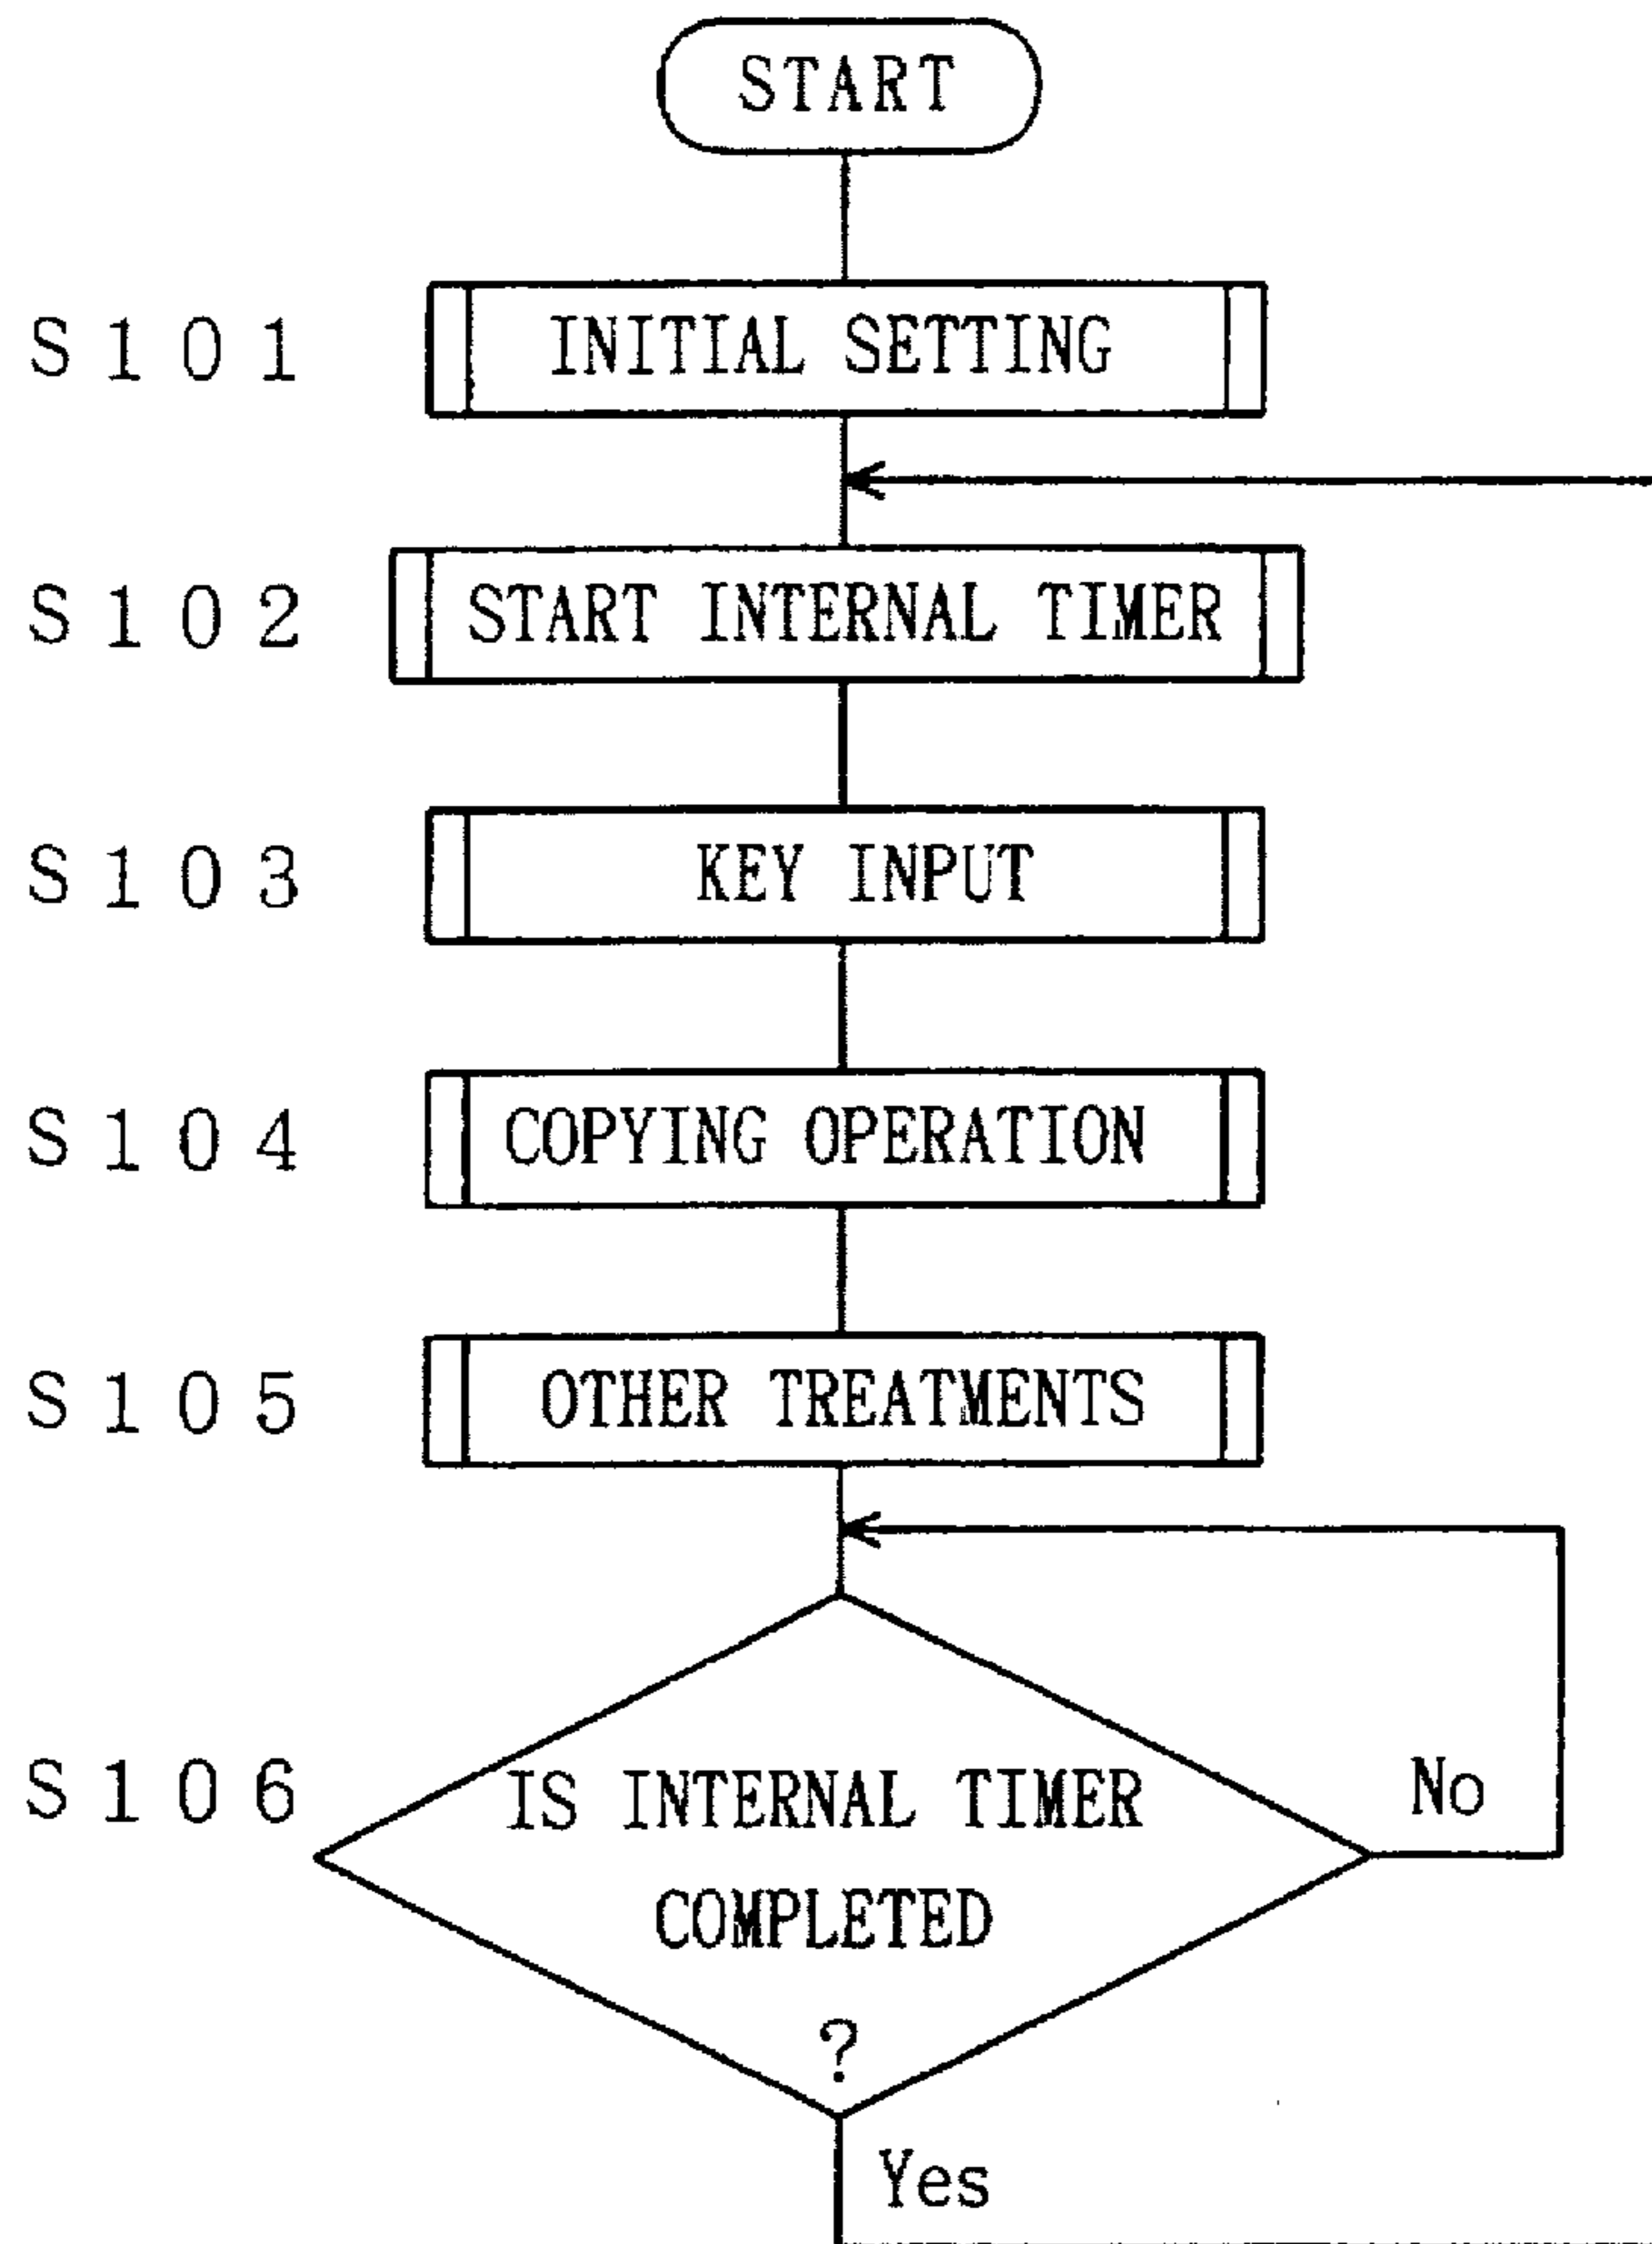 START
S101 INITIAL SETTING
S102 START INTERNAL TIMER
S103 KEY INPUT
S104 COPYING OPERATION
S105 OTHER TREATMENTS
S106 IS INTERNAL TIMER
COMPLETED
?
No
Yes